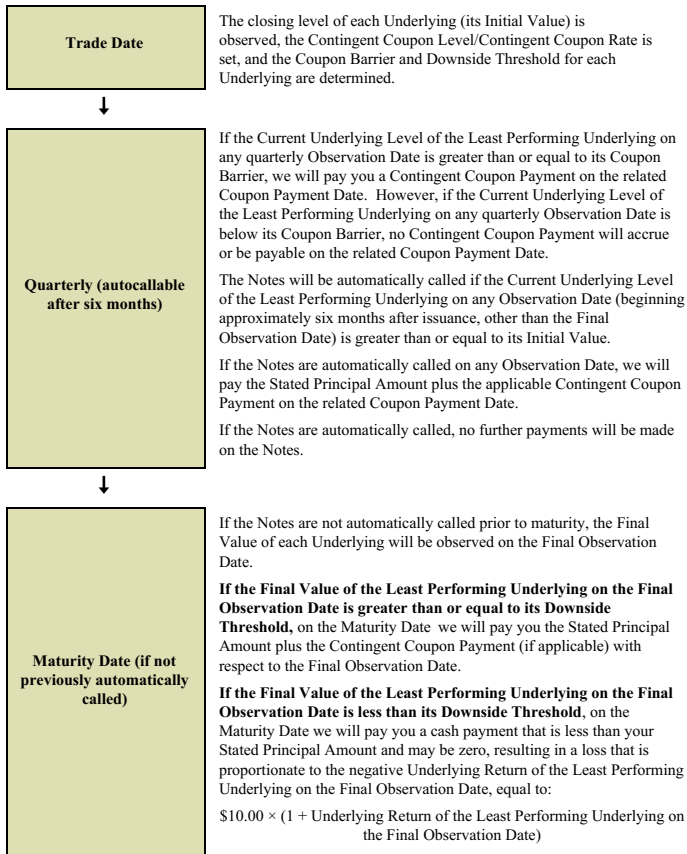 Trade Date
The closing level of each Underlying (its Initial Value) is
observed, the Contingent Coupon Level/Contingent Coupon Rate is
set, and the Coupon Barrier and Downside Threshold for each
Underlying are determined.
Quarterly (autocallable
after six months)
If the Current Underlying Level of the Least Performing Underlying on
any quarterly Observation Date is greater than or equal to its Coupon
Barrier, we will pay you a Contingent Coupon Payment on the related
Coupon Payment Date. However, if the Current Underlying Level of
the Least Performing Underlying on any quarterly Observation Date is
below its Coupon Barrier, no Contingent Coupon Payment will accrue
or be payable on the related Coupon Payment Date.
The Notes will be automatically called if the Current Underlying Level
of the Least Performing Underlying on any Observation Date (beginning
approximately six months after issuance, other than the Final
Observation Date) is greater than or equal to its Initial Value.
If the Notes are automatically called on any Observation Date, we will
pay the Stated Principal Amount plus the applicable Contingent Coupon
Payment on the related Coupon Payment Date.
If the Notes are automatically called, no further payments will be made
on the Notes.
Maturity Date (if not
previously automatically
called)
If the Notes are not automatically called prior to maturity, the Final
Value of each Underlying will be observed on the Final Observation
Date.
If the Final Value of the Least Performing Underlying on the Final
Observation Date is greater than or equal to its Downside
Threshold, on the Maturity Date we will pay you the Stated Principal
Amount plus the Contingent Coupon Payment (if applicable) with
respect to the Final Observation Date.
If the Final Value of the Least Performing Underlying on the Final
Observation Date is less than its Downside Threshold, on the
Maturity Date we will pay you a cash payment that is less than your
Stated Principal Amount and may be zero, resulting in a loss that is
proportionate to the negative Underlying Return of the Least Performing
Underlying on the Final Observation Date, equal to:
$10.00 × (1 + Underlying Return of the Least Performing Underlying on
the Final Observation Date)